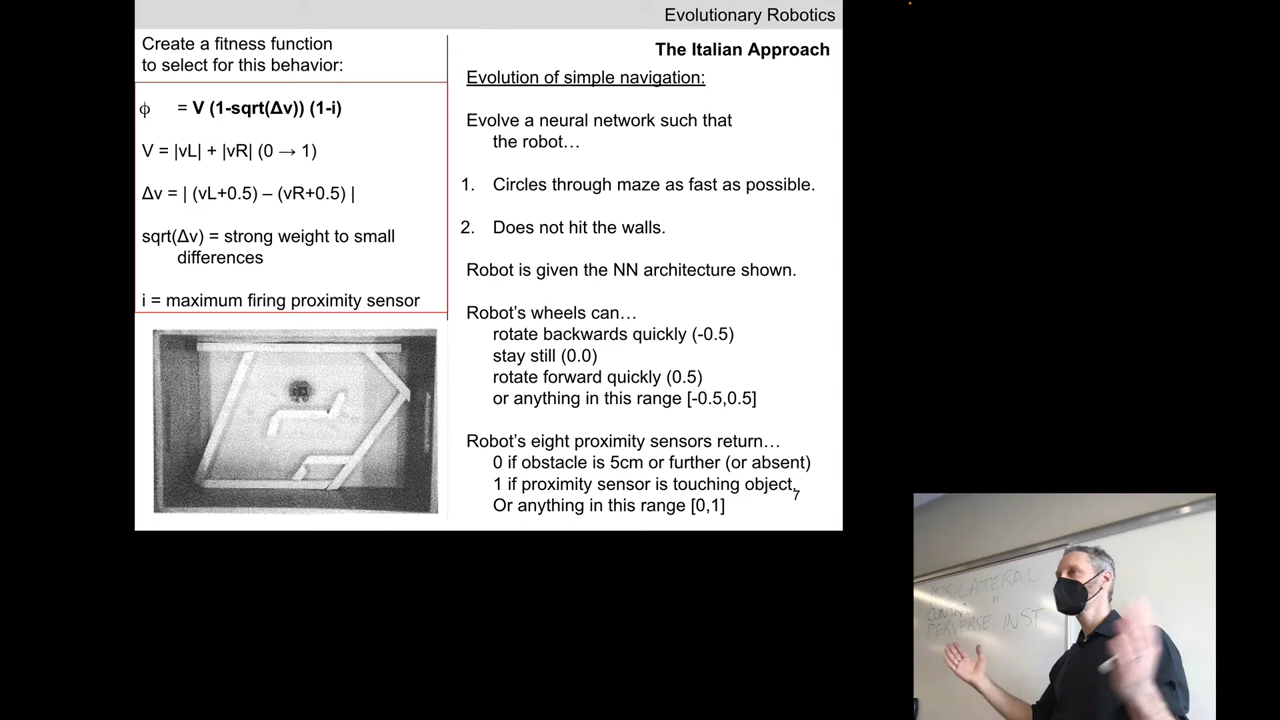 Evolutionary Robotics
Create a fitness function
to select for this behavior:
ϕ = V (1-sqrt(Δv)) (1-i)
V = |vL| + |vR| (0 → 1)
Δv = | (vL+0.5) – (vR+0.5) |
sqrt(Δv) = strong weight to small
differences
i = maximum firing proximity sensor
The Italian Approach
Evolution of simple navigation:
Evolve a neural network such that
the robot…
1. Circles through maze as fast as possible.
2. Does not hit the walls.
Robot is given the NN architecture shown.
Robot's wheels can…
rotate backwards quickly (-0.5)
stay still (0.0)
rotate forward quickly (0.5)
or anything in this range [-0.5,0.5]
Robot's eight proximity sensors return…
0 if obstacle is 5cm or further (or absent)
1 if proximity sensor is touching object.
Or anything in this range [0,1]
7
CONTRA "
PERVERSE INST